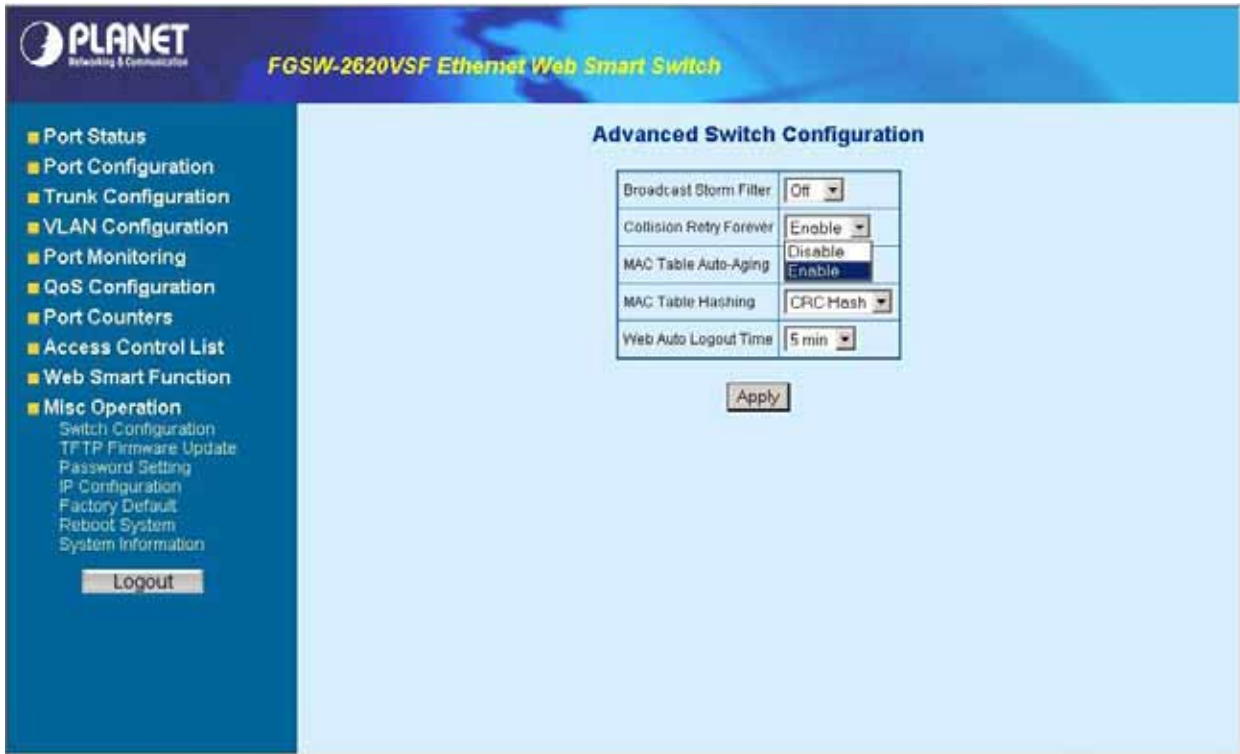 PLANET
Networking & Communication
FGSW-2620VSF Ethernet Web Smart Switch
Port Status
Port Configuration
Trunk Configuration
VLAN Configuration
Port Monitoring
QoS Configuration
Port Counters
Access Control List
Web Smart Function
Misc Operation
Switch Configuration
TFTP Firmware Update
Password Setting
IP Configuration
Factory Default
Reboot System
System Information
Logout
Advanced Switch Configuration
Broadcast Storm Filter Off
Collision Retry Forever Enable
Disable
MAC Table Auto-Aging Enable
MAC Table Hashing CRC Hash
Web Auto Logout Time 5 min
Apply